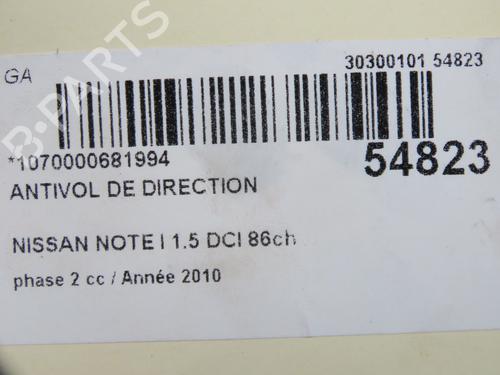 GA
30300101 54823
B-PARTS
*1070000681994
54823
ANTIVOL DE DIRECTION
NISSAN NOTE I 1.5 DCI 86ch
phase 2 cc / Année 2010